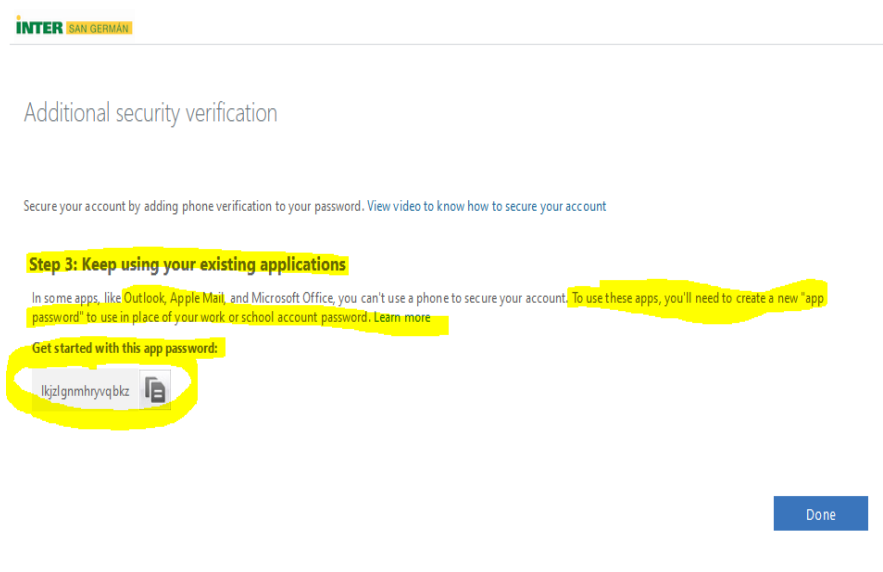 INTER SAN GERMÁN
Additional security verification
Secure your account by adding phone verification to your password. View video to know how to secure your account
Step 3: Keep using your existing applications
In some apps, like Outlook, Apple Mail, and Microsoft Office, you can't use a phone to secure your account. To use these apps, you'll need to create a new "app
password" to use in place of your work or school account password. Learn more
Get started with this app password:
lkjzlgnmhryvqbkz
Done